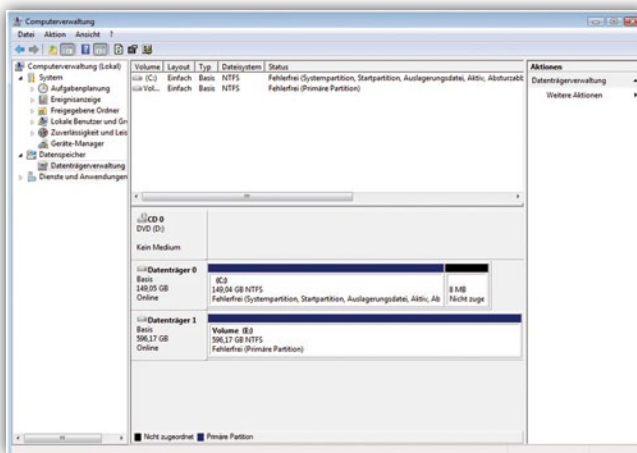 Computerverwaltung
Datei Aktion Ansicht ?
Computerverwaltung (Lokal)
System
Aufgabenplanung
Ereignisanzeige
Freigegebene Ordner
Lokale Benutzer und Gr
Zuverlässigkeit und Leis
Geräte-Manager
Datenspeicher
Datenträgerverwaltung
Dienste und Anwendungen
Volume Layout Typ Dateisystem Status
(C:) Einfach Basis NTFS Fehlerfrei (Systempartition, Startpartition, Auslagerungsdatei, Aktiv, Absturzabb
Vol... Einfach Basis NTFS Fehlerfrei (Primäre Partition)
CD 0
DVD (D:)
Kein Medium
Datenträger 0
Basis
149,05 GB
Online
(C:)
149,04 GB NTFS
Fehlerfrei (Systempartition, Startpartition, Auslagerungsdatei, Aktiv, Ab
8 MB
Nicht zuge
Datenträger 1
Basis
596,17 GB
Online
Volume (E:)
596,17 GB NTFS
Fehlerfrei (Primäre Partition)
Nicht zugeordnet Primäre Partition
Aktionen
Datenträgerverwaltung
Weitere Aktionen